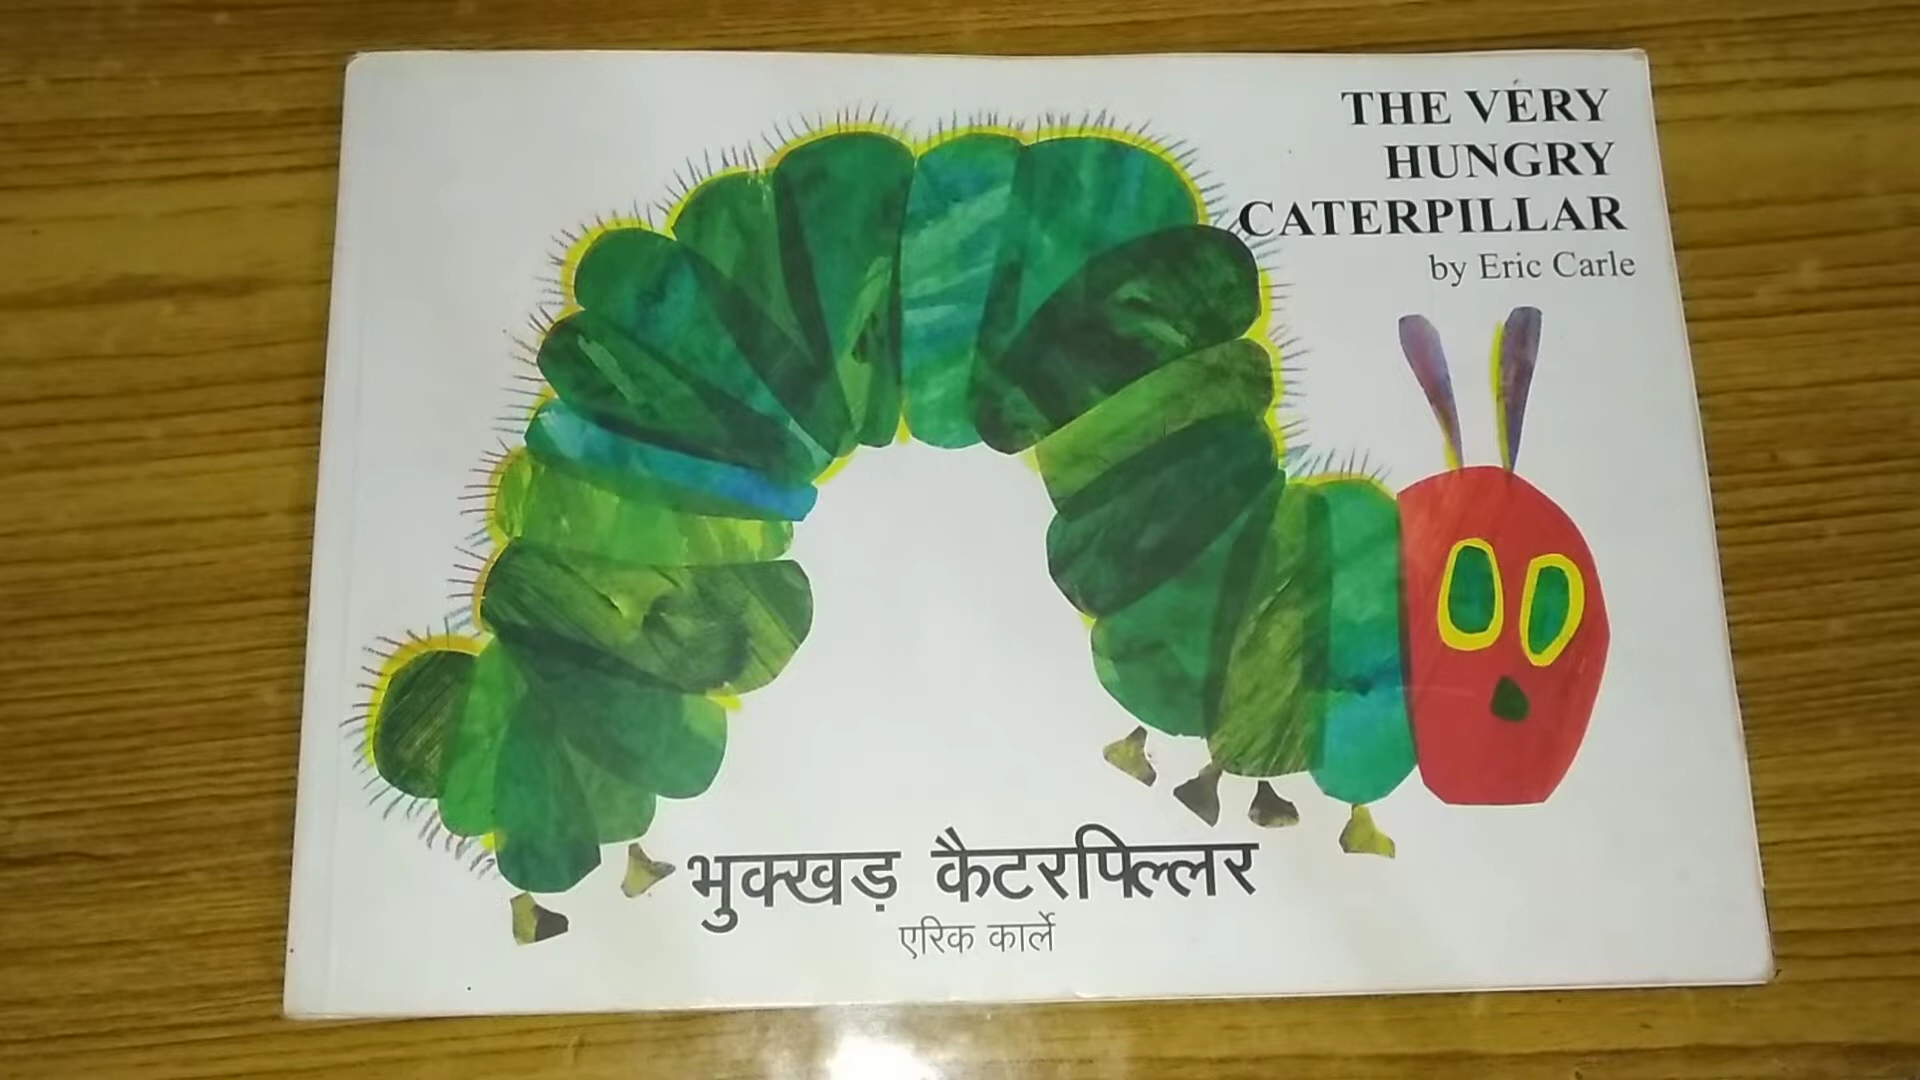 THE VERY
HUNGRY
CATERPILLAR
by Eric Carle
भुक्खड़ कैटरपिल्लर
एरिक कार्ले